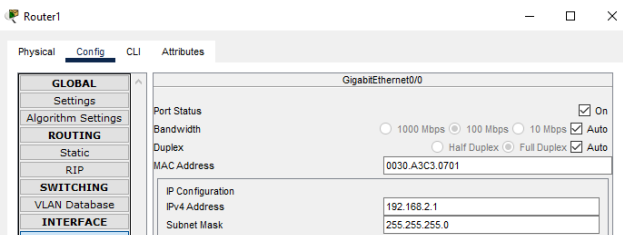 Router1
Physical Config CLI Attributes
GLOBAL
Settings
Algorithm Settings
ROUTING
Static
RIP
SWITCHING
VLAN Database
INTERFACE
GigabitEthernet0/0
Port Status On
Bandwidth 1000 Mbps 100 Mbps 10 Mbps Auto
Duplex Half Duplex Full Duplex Auto
MAC Address 0030.A3C3.0701
IP Configuration
IPv4 Address 192.168.2.1
Subnet Mask 255.255.255.0